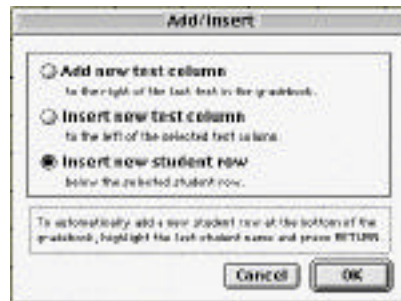 Add/Insert
Add new test column
to the right of the last test in the gradebook.
Insert new test column
to the left of the selected test column.
Insert new student row
below the selected student row.
To automatically add a new student row at the bottom of the
gradebook, highlight the last student name and press RETURN.
Cancel
OK